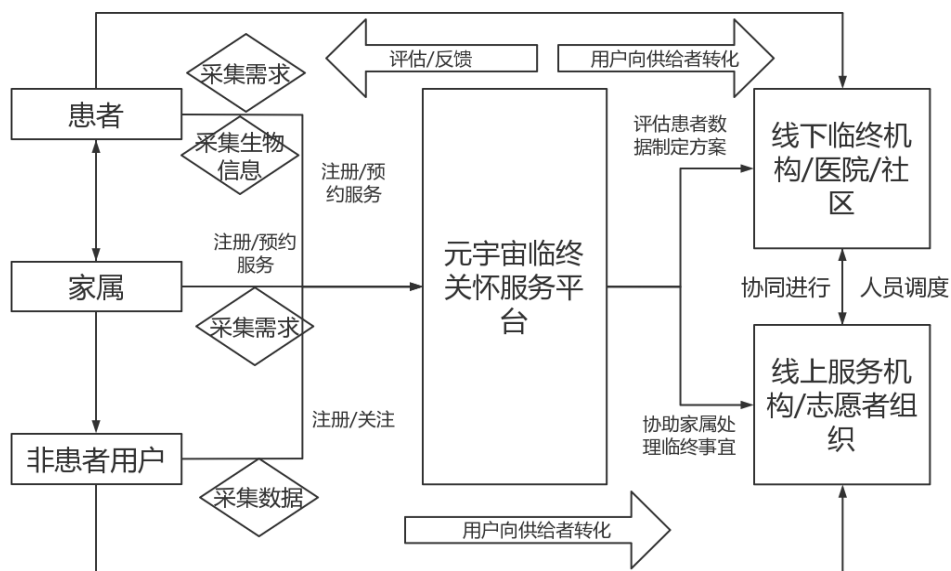 评估/反馈
用户向供给者转化
采集需求
患者
采集生物
信息
注册/预
约服务
评估患者数
据制定方案
线下临终机
构/医院/社
区
注册/预约
服务
元宇宙临终
关怀服务平
台
家属
采集需求
协同进行
人员调度
线上服务机
构/志愿者组
织
注册/关注
协助家属处
理临终事宜
非患者用户
采集数据
用户向供给者转化